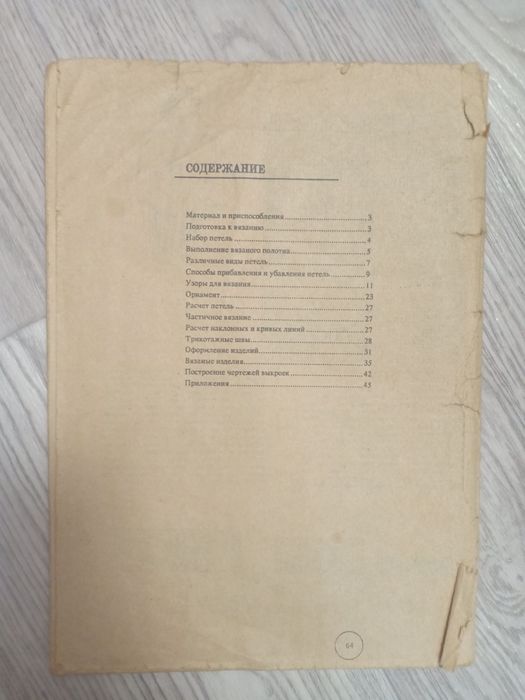 СОДЕРЖАНИЕ
Материал и приспособления 3
Подготовка к вязанию 3
Набор петель 4
Выполнение вязаного полотна 5
Различные виды петель 7
Способы прибавления и убавления петель 9
Узоры для вязания 11
Орнамент 23
Расчет петель 27
Частичное вязание 27
Расчет наклонных и кривых линий 27
Трикотажные швы 28
Оформление изделий 31
Вязаные изделия 35
Построение чертежей выкроек 42
Приложения 45
64